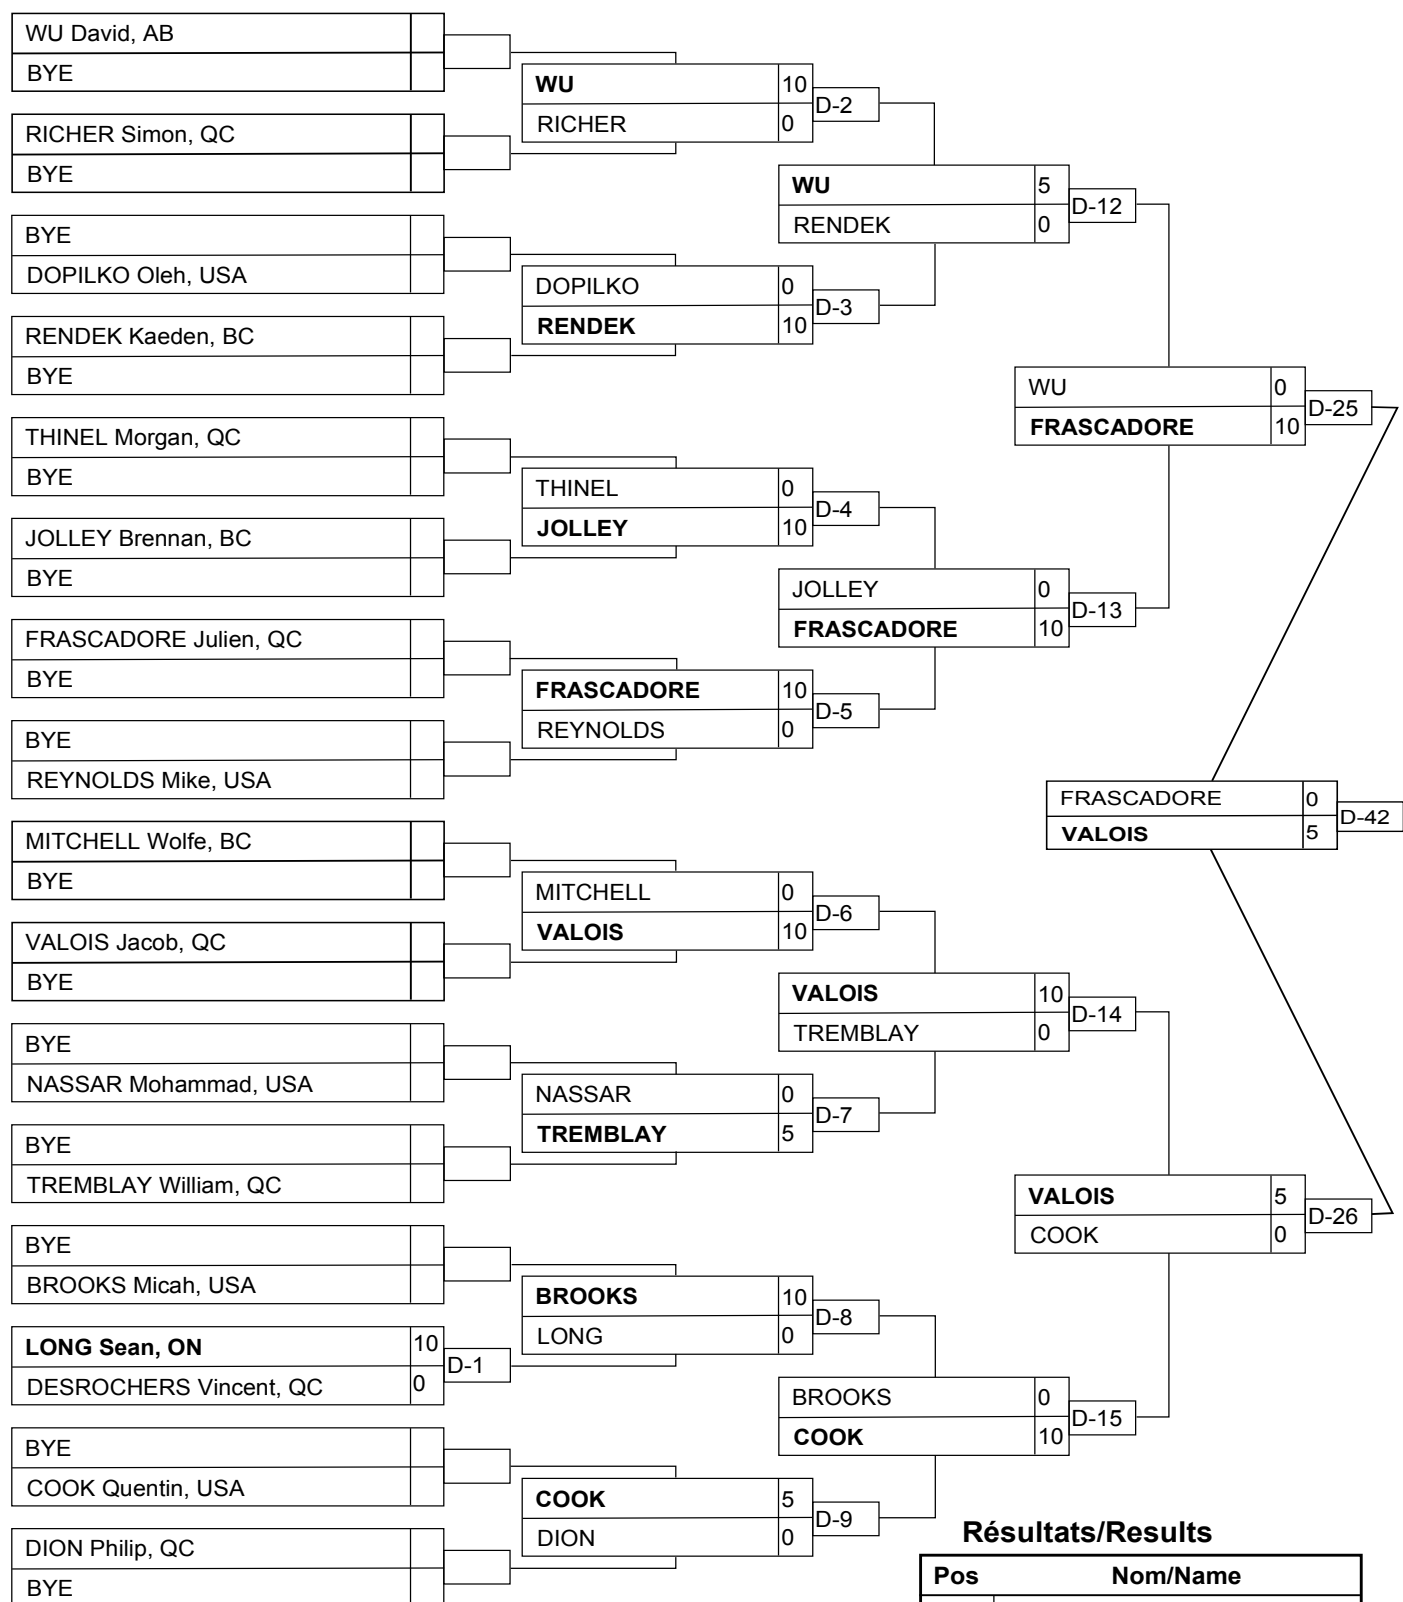 WU David, AB
BYE
RICHER Simon, QC
BYE
BYE
DOPILKO Oleh, USA
RENDEK Kaeden, BC
BYE
THINEL Morgan, QC
BYE
JOLLEY Brennan, BC
BYE
FRASCADORE Julien, QC
BYE
BYE
REYNOLDS Mike, USA
MITCHELL Wolfe, BC
BYE
VALOIS Jacob, QC
BYE
BYE
NASSAR Mohammad, USA
BYE
TREMBLAY William, QC
BYE
BROOKS Micah, USA
LONG Sean, ON 10
D-1
DESROCHERS Vincent, QC 0
BYE
COOK Quentin, USA
DION Philip, QC
BYE
WU 10
D-2
RICHER 0
DOPILKO 0
D-3
RENDEK 10
THINEL 0
D-4
JOLLEY 10
FRASCADORE 10
D-5
REYNOLDS 0
MITCHELL 0
D-6
VALOIS 10
NASSAR 0
D-7
TREMBLAY 5
BROOKS 10
D-8
LONG 0
COOK 5
D-9
DION 0
WU 5
D-12
RENDEK 0
JOLLEY 0
D-13
FRASCADORE 10
VALOIS 10
D-14
TREMBLAY 0
BROOKS 0
D-15
COOK 10
WU 0
D-25
FRASCADORE 10
VALOIS 5
D-26
COOK 0
FRASCADORE 0
D-42
VALOIS 5
Résultats/Results
Pos Nom/Name